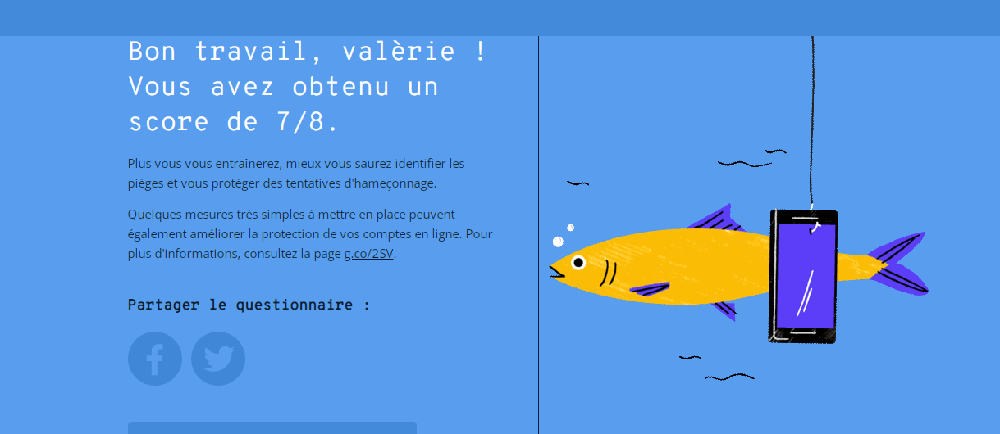 Bon travail, valèrie !
Vous avez obtenu un
score de 7/8.
Plus vous vous entraînerez, mieux vous saurez identifier les
pièges et vous protéger des tentatives d'hameçonnage.
Quelques mesures très simples à mettre en place peuvent
également améliorer la protection de vos comptes en ligne. Pour
plus d'informations, consultez la page g.co/2SV.
Partager le questionnaire :